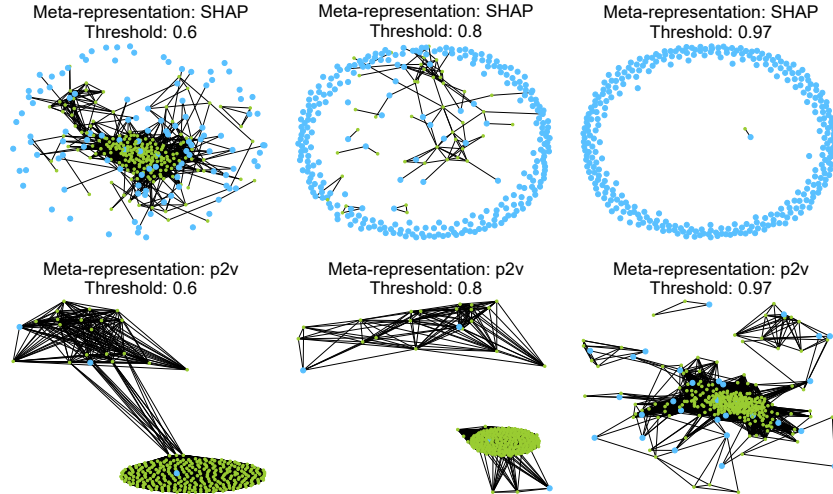 Meta-representation: SHAP
Threshold: 0.6
Meta-representation: SHAP
Threshold: 0.8
Meta-representation: SHAP
Threshold: 0.97
Meta-representation: p2v
Threshold: 0.6
Meta-representation: p2v
Threshold: 0.8
Meta-representation: p2v
Threshold: 0.97